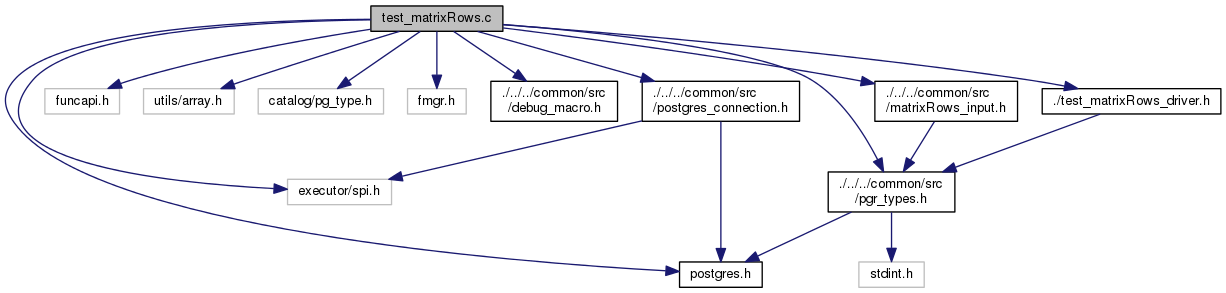 test_matrixRows.c
funcapi.h
utils/array.h
catalog/pg_type.h
fmgr.h
./../../common/src
/debug_macro.h
./../../common/src
/postgres_connection.h
./../../common/src
/matrixRows_input.h
./test_matrixRows_driver.h
executor/spi.h
./../../common/src
/pgr_types.h
postgres.h
stdint.h